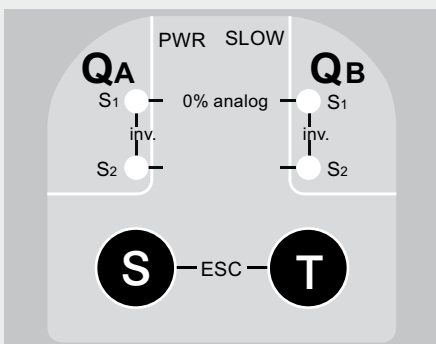 PWR SLOW
QA QB
S1 0% analog S1
inv. inv.
S2 S2
S ESC T